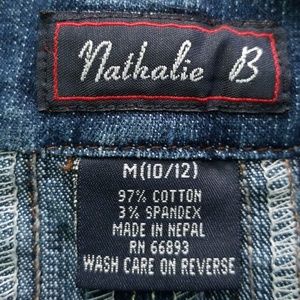 Nathalie B
M(10/12)
97% COTTON
3% SPANDEX
MADE IN NEPAL
RN 66893
WASH CARE ON REVERSE